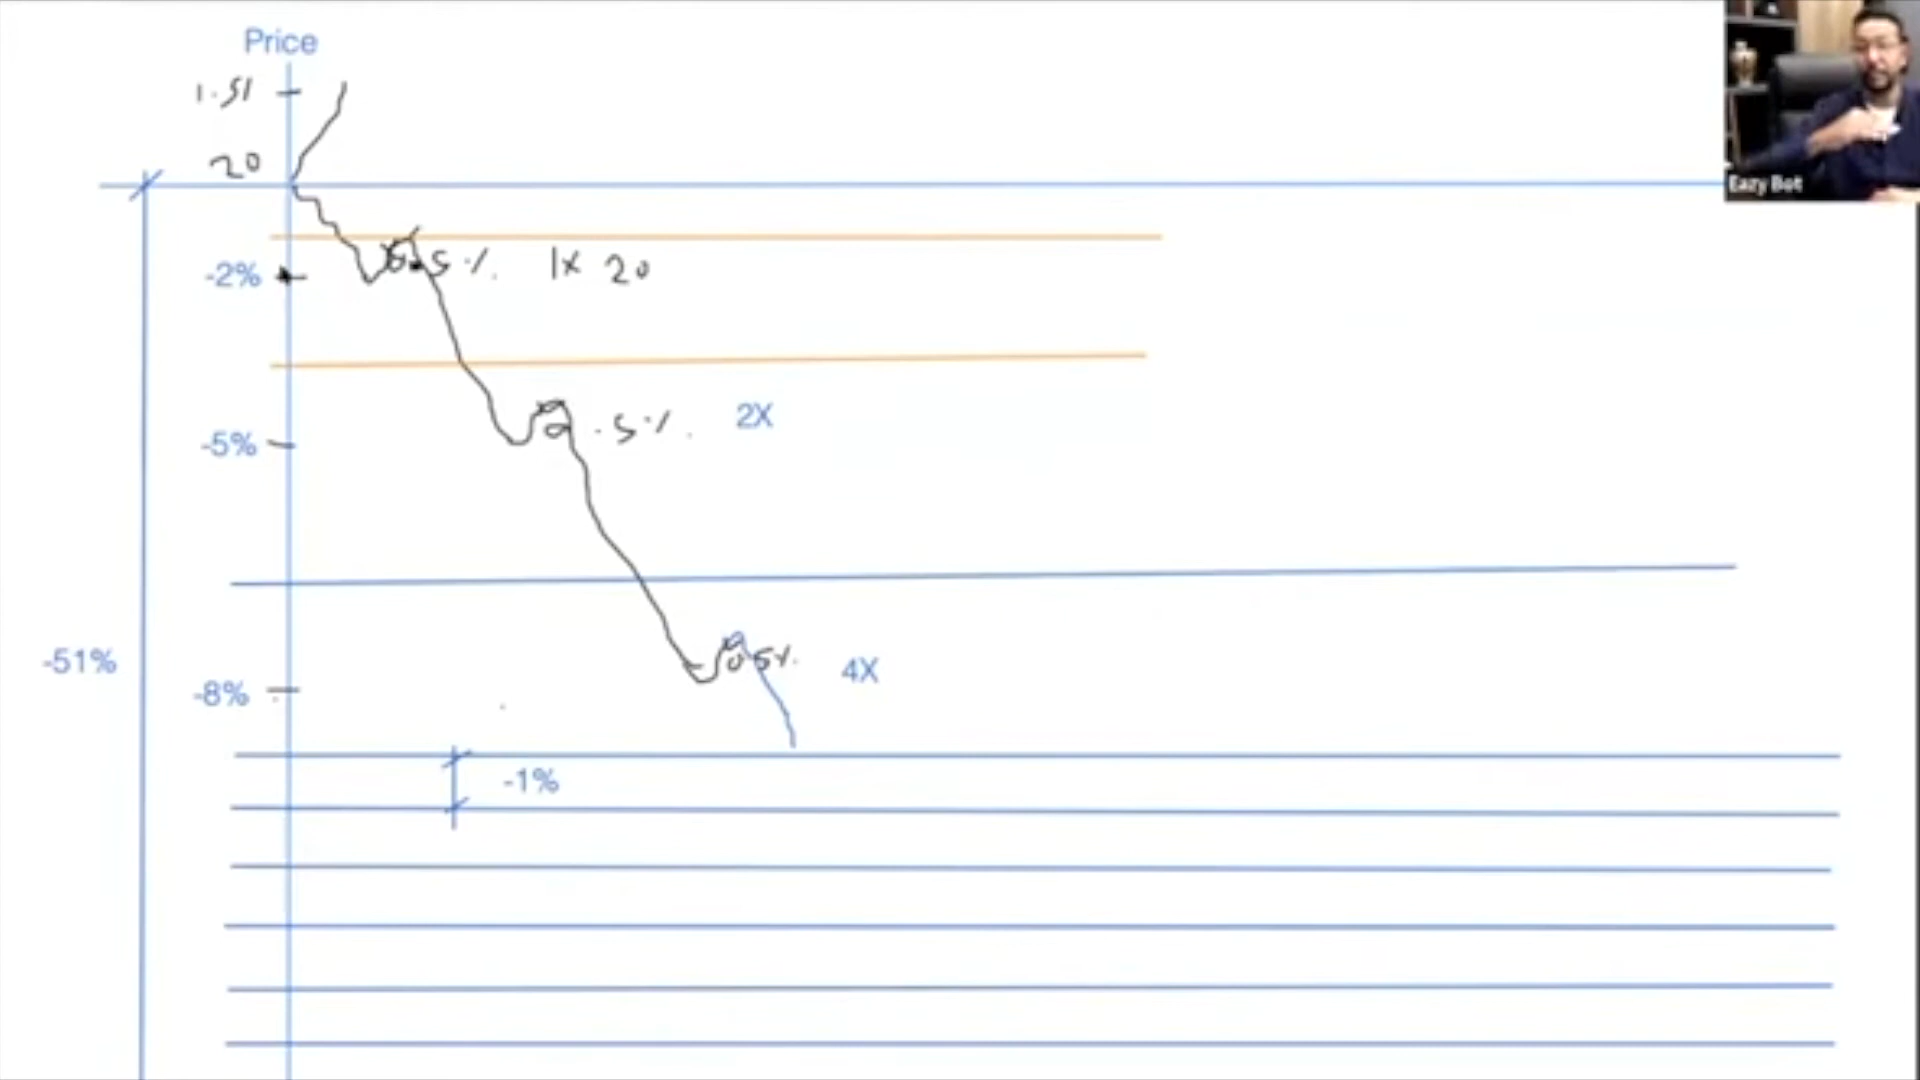 Price
1.51
20
-2%
0.5%. 1x 20
-5%
.5%. 2X
-51%
-8%
0.5%. 4X
-1%
Eazy Bot